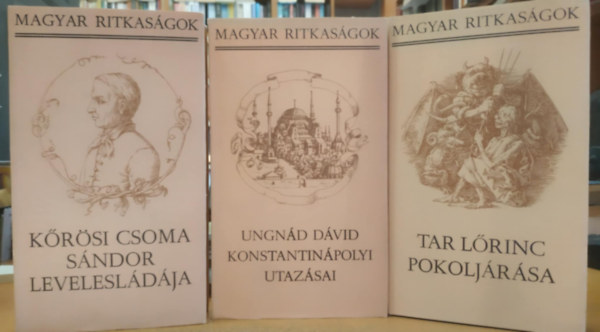 MAGYAR RITKASÁGOK
KŐRÖSI CSOMA
SÁNDOR
LEVELESLÁDÁJA
MAGYAR RITKASÁGOK
UNGNÁD DÁVID
KONSTANTINÁPOLYI
UTAZÁSAI
MAGYAR RITKASÁGOK
TAR LŐRINC
POKOLJÁRÁSA